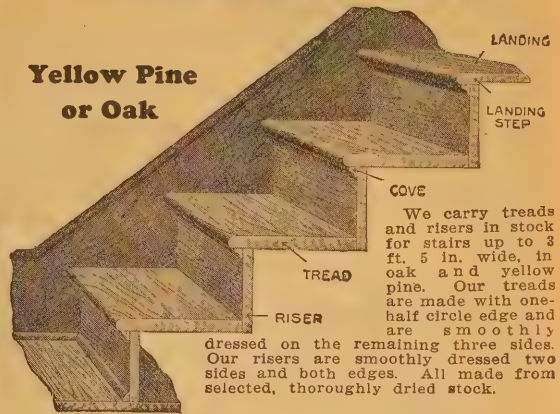 Yellow Pine
or Oak
LANDING
LANDING
STEP
COVE
TREAD
RISER
We carry treads
and risers in stock
for stairs up to 3
ft. 5 in. wide, in
oak and yellow
pine. Our treads
are made with one-
half circle edge and
are smoothly
dressed on the remaining three sides.
Our risers are smoothly dressed two
sides and both edges. All made from
selected, thoroughly dried stock.